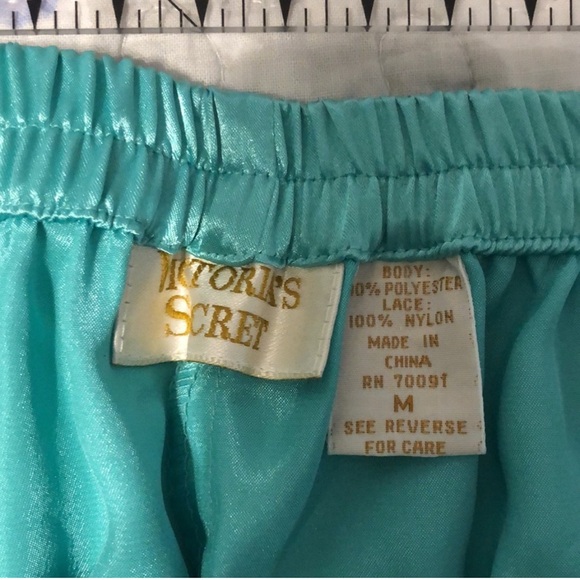 VICTORIA'S
SECRET
BODY:
100% POLYESTER
LACE:
100% NYLON
MADE IN
CHINA
RN 70091
M
SEE REVERSE
FOR CARE